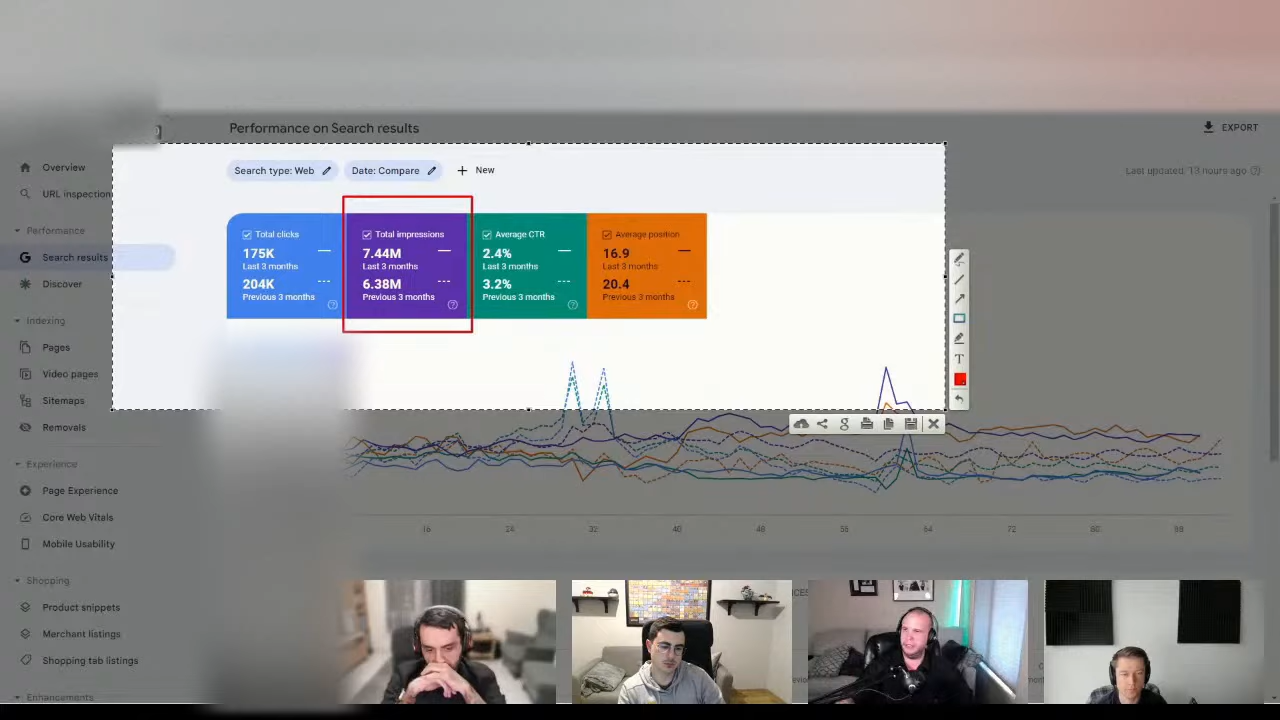 Performance on Search results
EXPORT
Search type: Web
Date: Compare
New
Last updated: 13 hours ago
Overview
URL inspection
Performance
Search results
Discover
Indexing
Pages
Video pages
Sitemaps
Removals
Experience
Page Experience
Core Web Vitals
Mobile Usability
Shopping
Product snippets
Merchant listings
Shopping tab listings
Enhancements
Total clicks
175K
Last 3 months
204K
Previous 3 months
Total impressions
7.44M
Last 3 months
6.38M
Previous 3 months
Average CTR
2.4%
Last 3 months
3.2%
Previous 3 months
Average position
16.9
Last 3 months
20.4
Previous 3 months
T
16 24 32 40 48 56 64 72 80 88